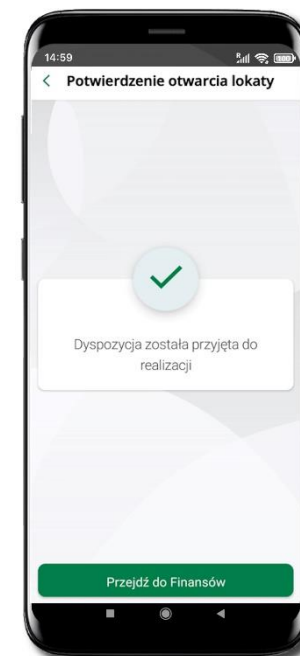 14:59
Potwierdzenie otwarcia lokaty
Dyspozycja została przyjęta do
realizacji
Przejdź do Finansów